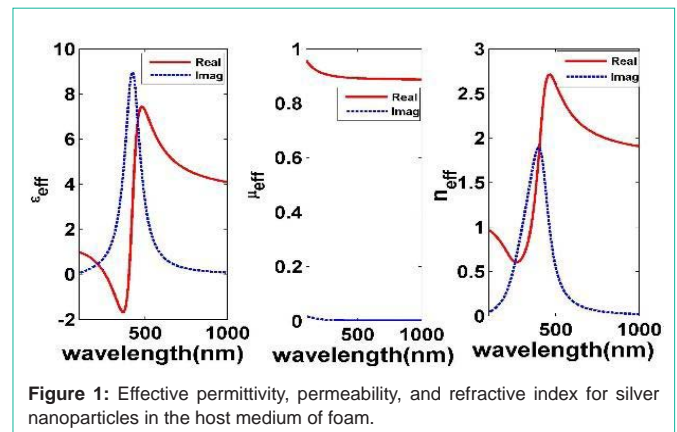 10
8
6
4
2
0
-2
ε eff
Real
Imag
500
1000
wavelength(nm)
1
0.8
0.6
0.4
0.2
0
μ eff
Real
Imag
500
1000
wavelength(nm)
3
2.5
2
1.5
1
0.5
0
n eff
Real
Imag
500
1000
wavelength(nm)
Figure 1: Effective permittivity, permeability, and refractive index for silver
nanoparticles in the host medium of foam.